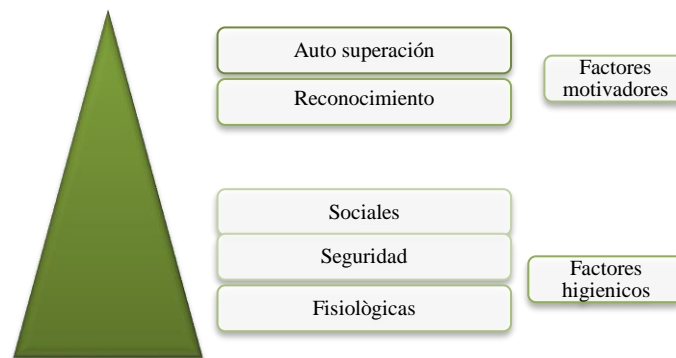 Auto superación
Reconocimiento
Factores
motivadores
Sociales
Seguridad
Fisiològicas
Factores
higienicos